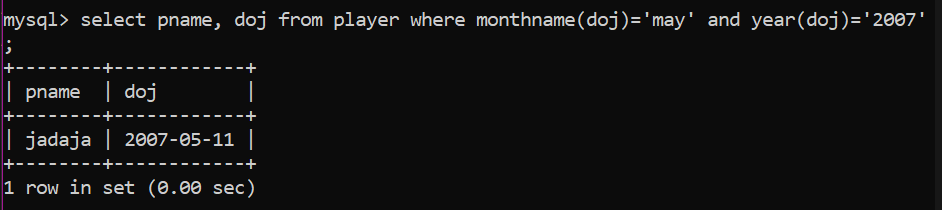 mysql> select pname, doj from player where monthname(doj)='may' and year(doj)='2007'
;
+--------+------------+
| pname  | doj        |
+--------+------------+
| jadaja | 2007-05-11 |
+--------+------------+
1 row in set (0.00 sec)